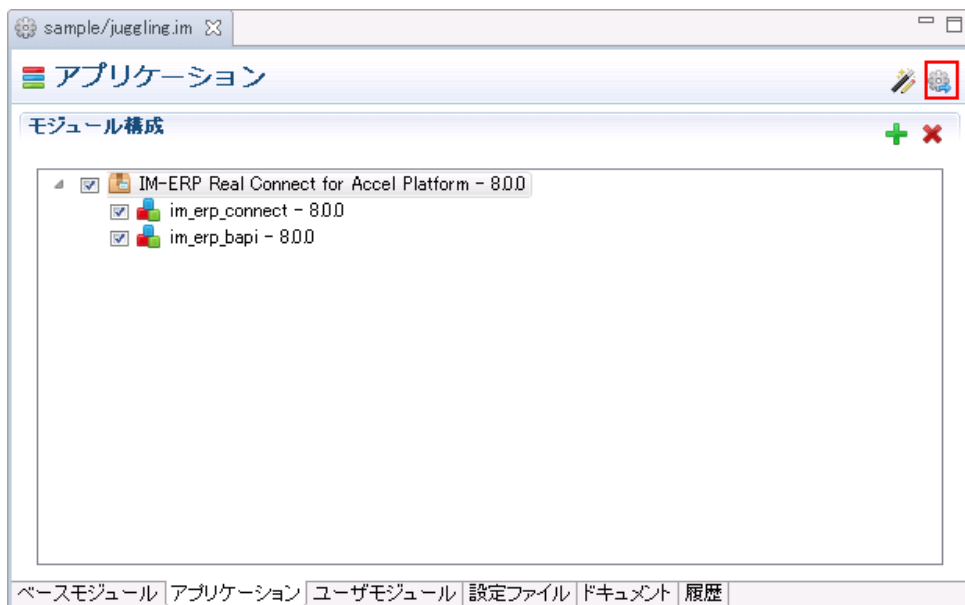 sample/juggling.im
アプリケーション
モジュール構成
IM-ERP Real Connect for Accel Platform - 8.0.0
im_erp_connect - 8.0.0
im_erp_bapi - 8.0.0
ベースモジュール アプリケーション ユーザモジュール 設定ファイル ドキュメント 履歴